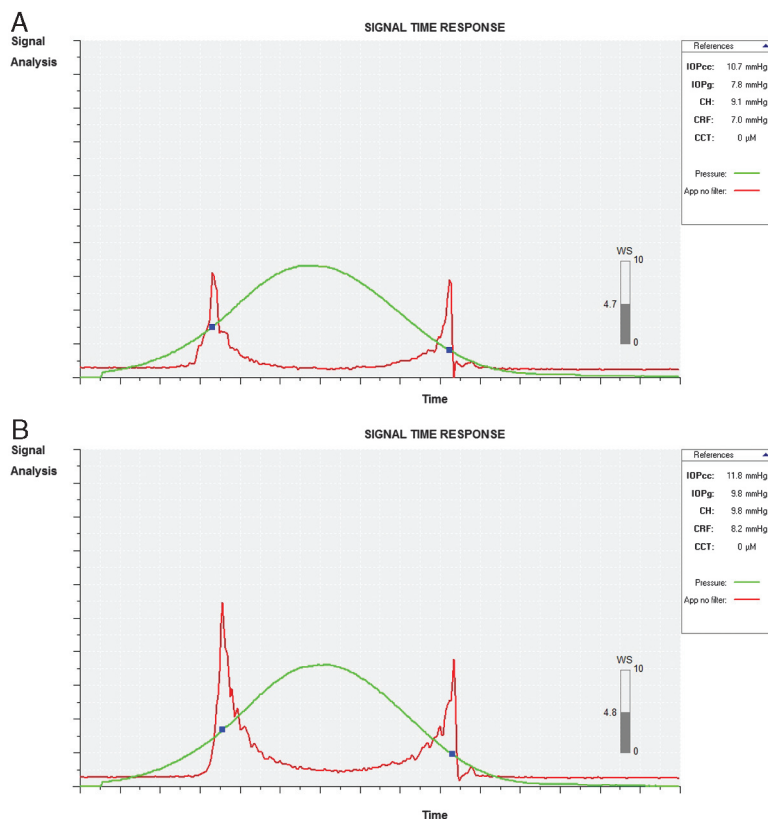 A
SIGNAL TIME RESPONSE
Signal
Analysis
References
IOPcc: 10.7 mmHg
IOPg: 7.8 mmHg
CH: 9.1 mmHg
CRF: 7.0 mmHg
CCT: 0 µM
Pressure:
App no filter:
WS
10
4.7
0
Time
B
SIGNAL TIME RESPONSE
Signal
Analysis
References
IOPcc: 11.8 mmHg
IOPg: 9.8 mmHg
CH: 9.8 mmHg
CRF: 8.2 mmHg
CCT: 0 µM
Pressure:
App no filter:
WS
10
4.8
0
Time